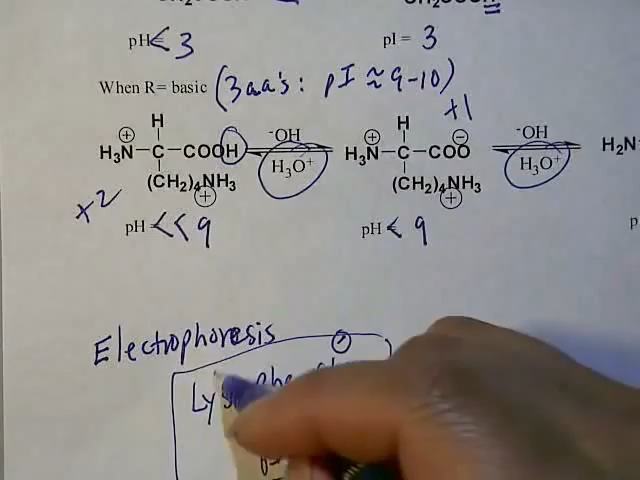 pH < 3
pI = 3
When R= basic (3 aa's: pI ≈ 9-10)
+1
H H
H3N – C – COOH -OH H3O+ H3N – C – COO -OH H3O+ H2N
(CH2)4NH3 (CH2)4NH3
+2
pH << 9
pH < 9
Electrophoresis
Lys